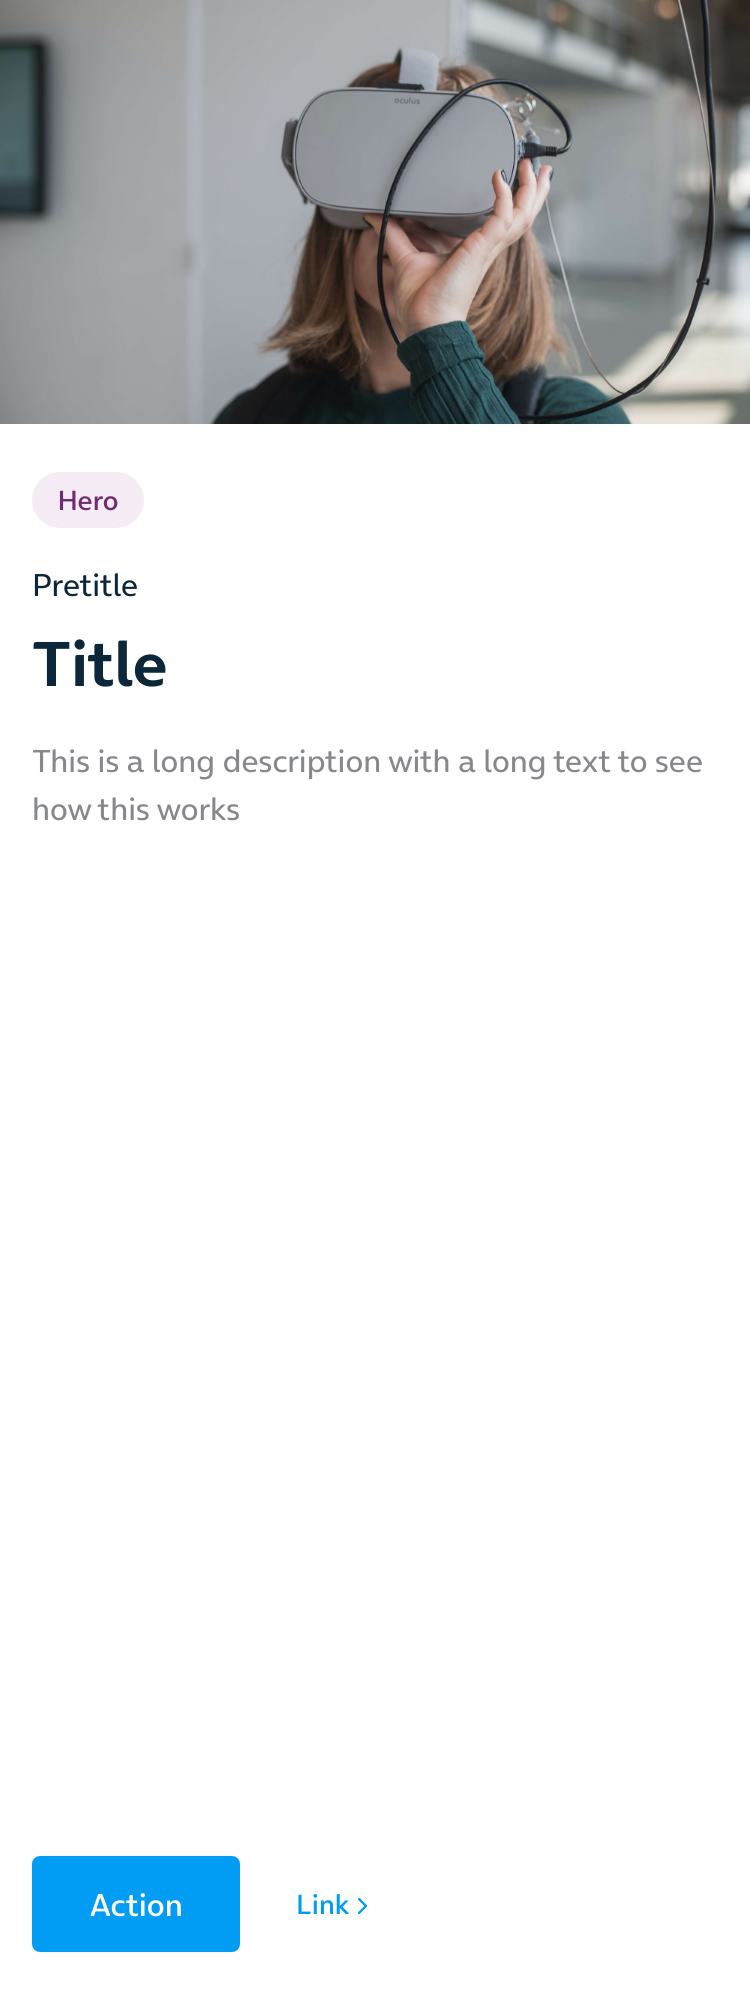 oculus
Hero
Pretitle
Title
This is a long description with a long text to see
how this works
Action
Link